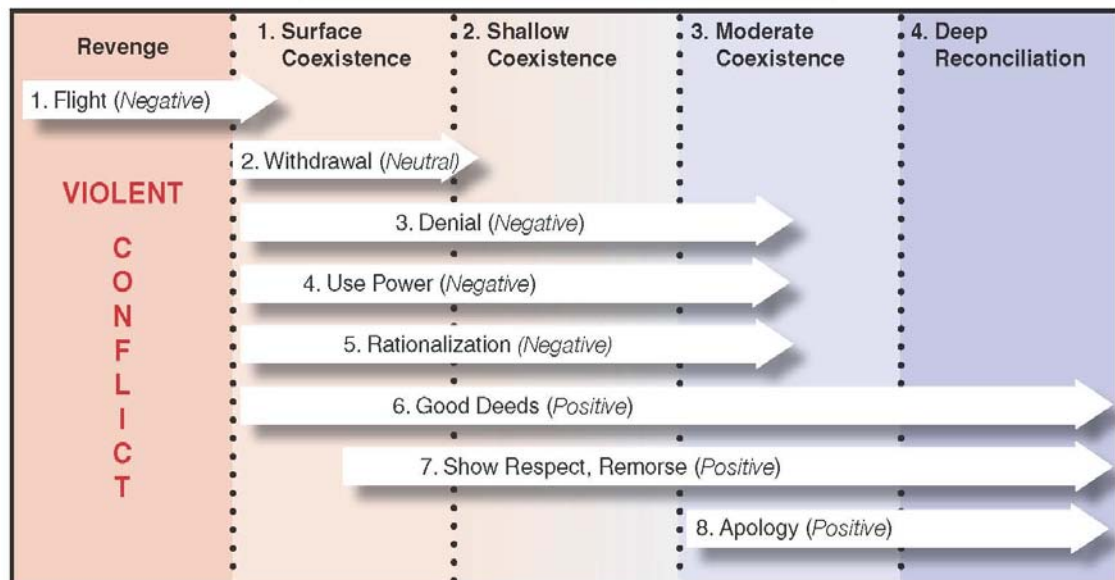 Revenge
1. Surface
Coexistence
2. Shallow
Coexistence
3. Moderate
Coexistence
4. Deep
Reconciliation
1. Flight (Negative)
2. Withdrawal (Neutral)
VIOLENT
CONFLICT
3. Denial (Negative)
4. Use Power (Negative)
5. Rationalization (Negative)
6. Good Deeds (Positive)
7. Show Respect, Remorse (Positive)
8. Apology (Positive)